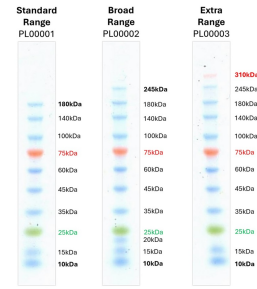 Standard
Range
PL00001
180kDa
140kDa
100kDa
75kDa
60kDa
45kDa
35kDa
25kDa
15kDa
10kDa
Broad
Range
PL00002
245kDa
180kDa
140kDa
100kDa
75kDa
60kDa
45kDa
35kDa
25kDa
20kDa
15kDa
10kDa
Extra
Range
PL00003
310kDa
245kDa
180kDa
140kDa
100kDa
75kDa
60kDa
45kDa
35kDa
25kDa
15kDa
10kDa